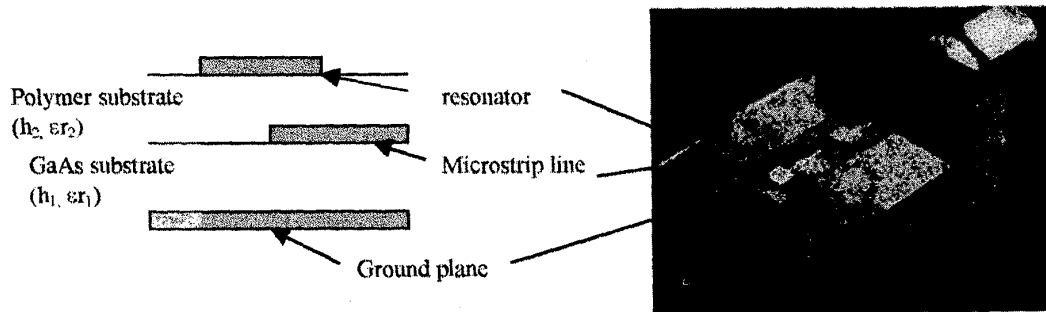 Polymer substrate
(h₂, εr₂)
GaAs substrate
(h₁, εr₁)
resonator
Microstrip line
Ground plane